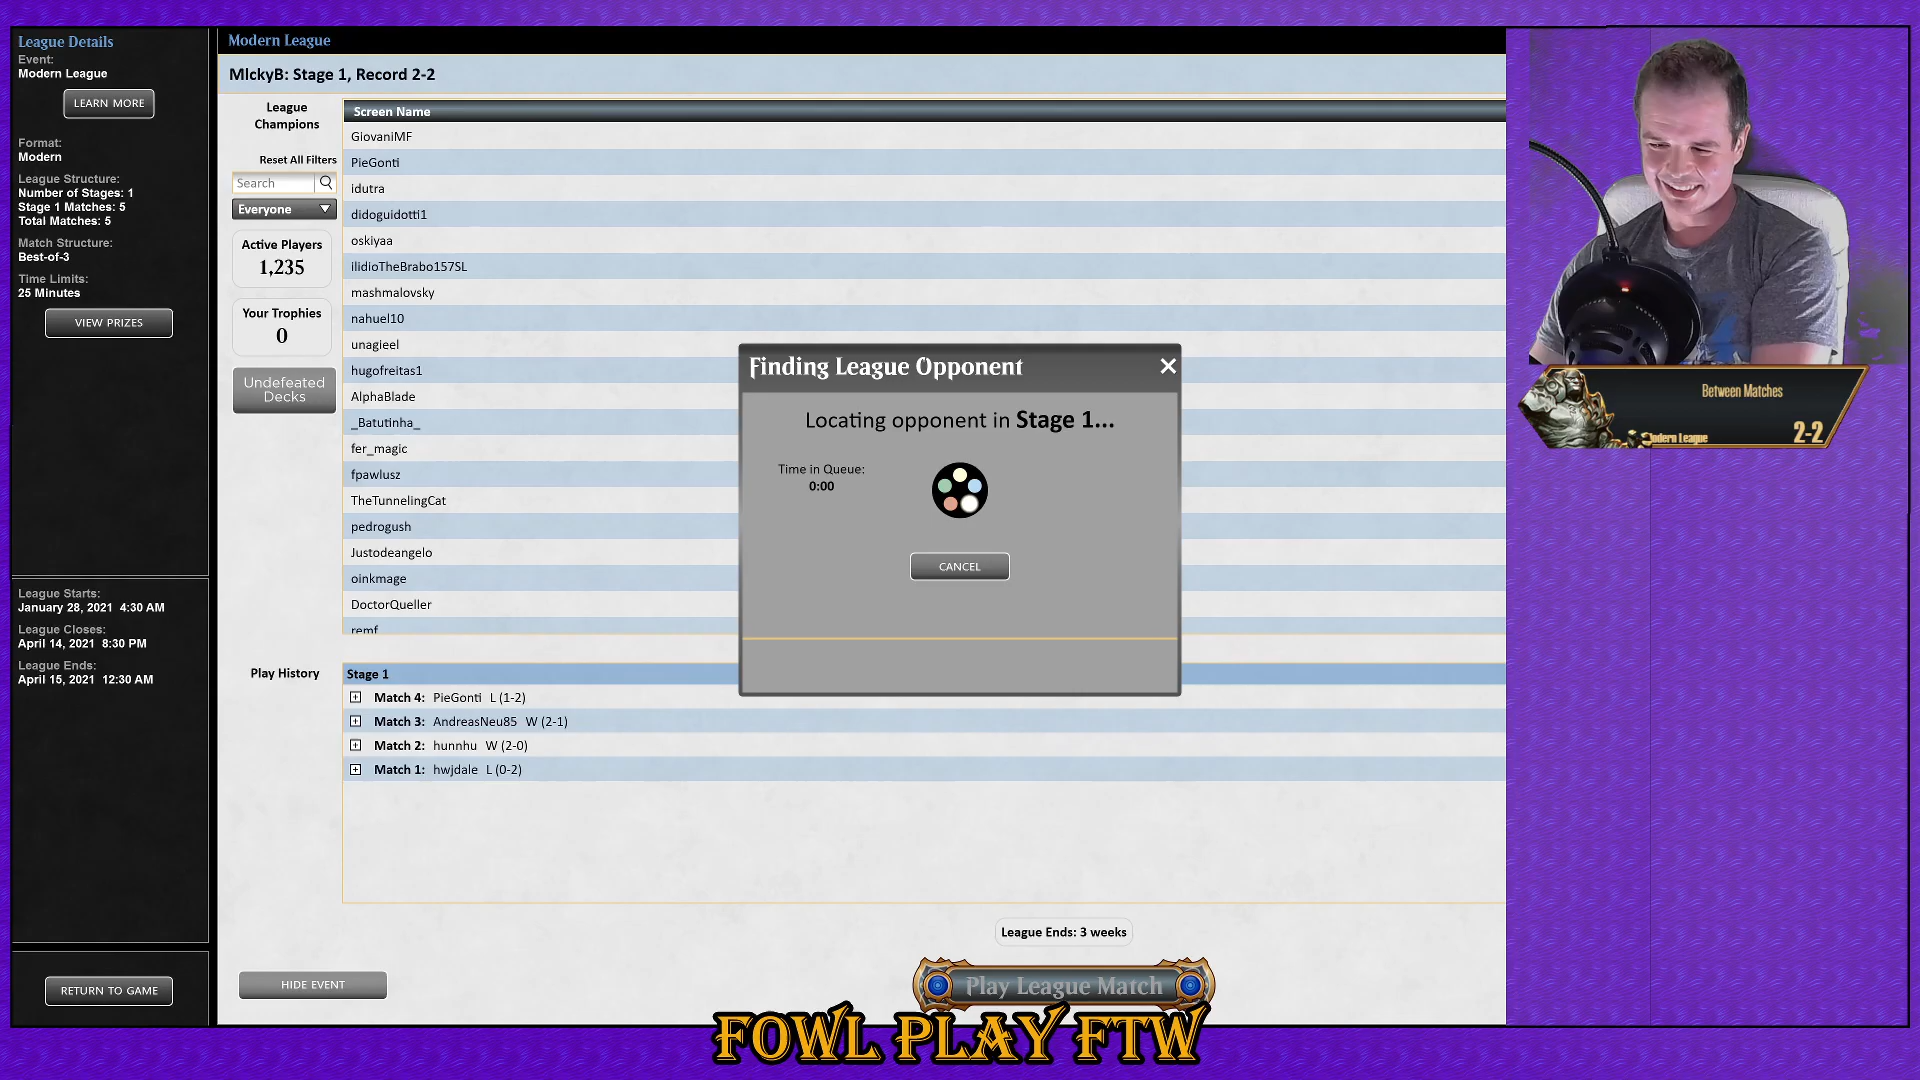 League Details
Event:
Modern League
LEARN MORE
Format:
Modern
League Structure:
Number of Stages: 1
Stage 1 Matches: 5
Total Matches: 5
Match Structure:
Best-of-3
Time Limits:
25 Minutes
VIEW PRIZES
League Starts:
January 28, 2021 4:30 AM
League Closes:
April 14, 2021 8:30 PM
League Ends:
April 15, 2021 12:30 AM
RETURN TO GAME
Modern League
MIckyB: Stage 1, Record 2-2
League
Champions
Reset All Filters
Search
Everyone
Active Players
1,235
Your Trophies
0
Undefeated
Decks
Screen Name
GiovaniMF
PieGonti
idutra
didoguidotti1
oskiyaa
ilidioTheBrabo157SL
mashmalovsky
nahuel10
unagieel
hugofreitas1
AlphaBlade
_Batutinha_
fer_magic
fpawlusz
TheTunnelingCat
pedrogush
Justodeangelo
oinkmage
DoctorQueller
remf
Finding League Opponent
Locating opponent in Stage 1...
Time in Queue:
0:00
CANCEL
Play History
Stage 1
Match 4: PieGonti L (1-2)
Match 3: AndreasNeu85 W (2-1)
Match 2: hunnhu W (2-0)
Match 1: hwjdale L (0-2)
League Ends: 3 weeks
HIDE EVENT
Play League Match
Between Matches
Modern League
2-2
FOWL PLAY FTW